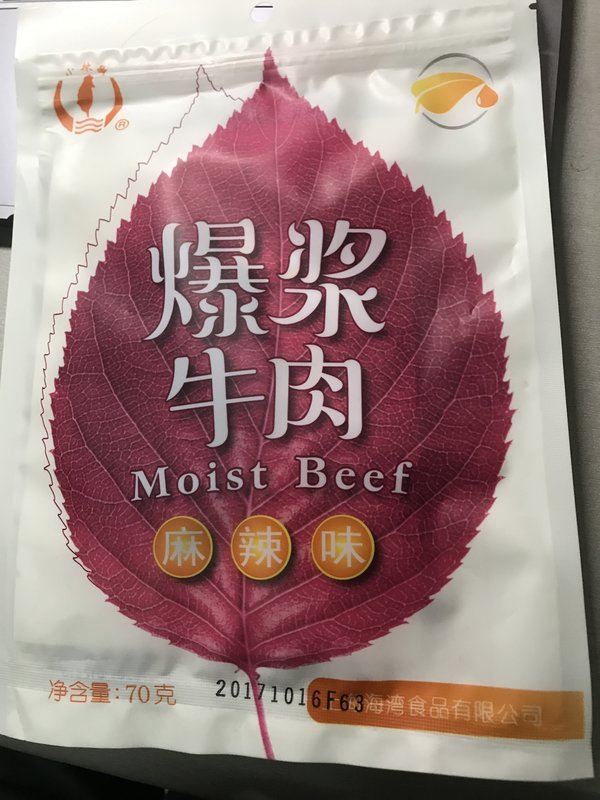 ®
爆浆
牛肉
Moist Beef
麻辣味
净含量:70克
20171016F63
海湾食品有限公司